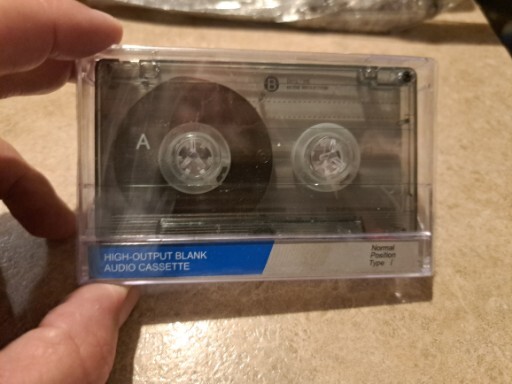 A
B
HIGH-OUTPUT BLANK
AUDIO CASSETTE
Normal
Position
Type I